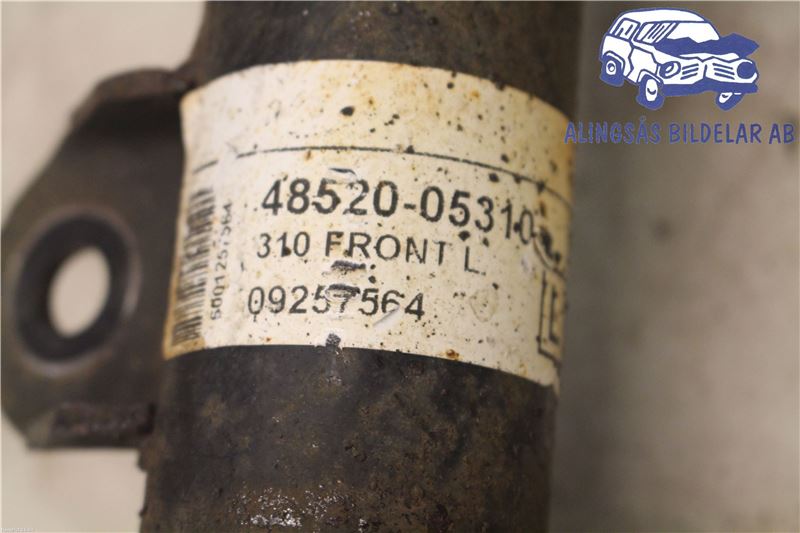 ALINGSÅS BILDELAR AB
48520-05310
310 FRONT L.
09257564
L